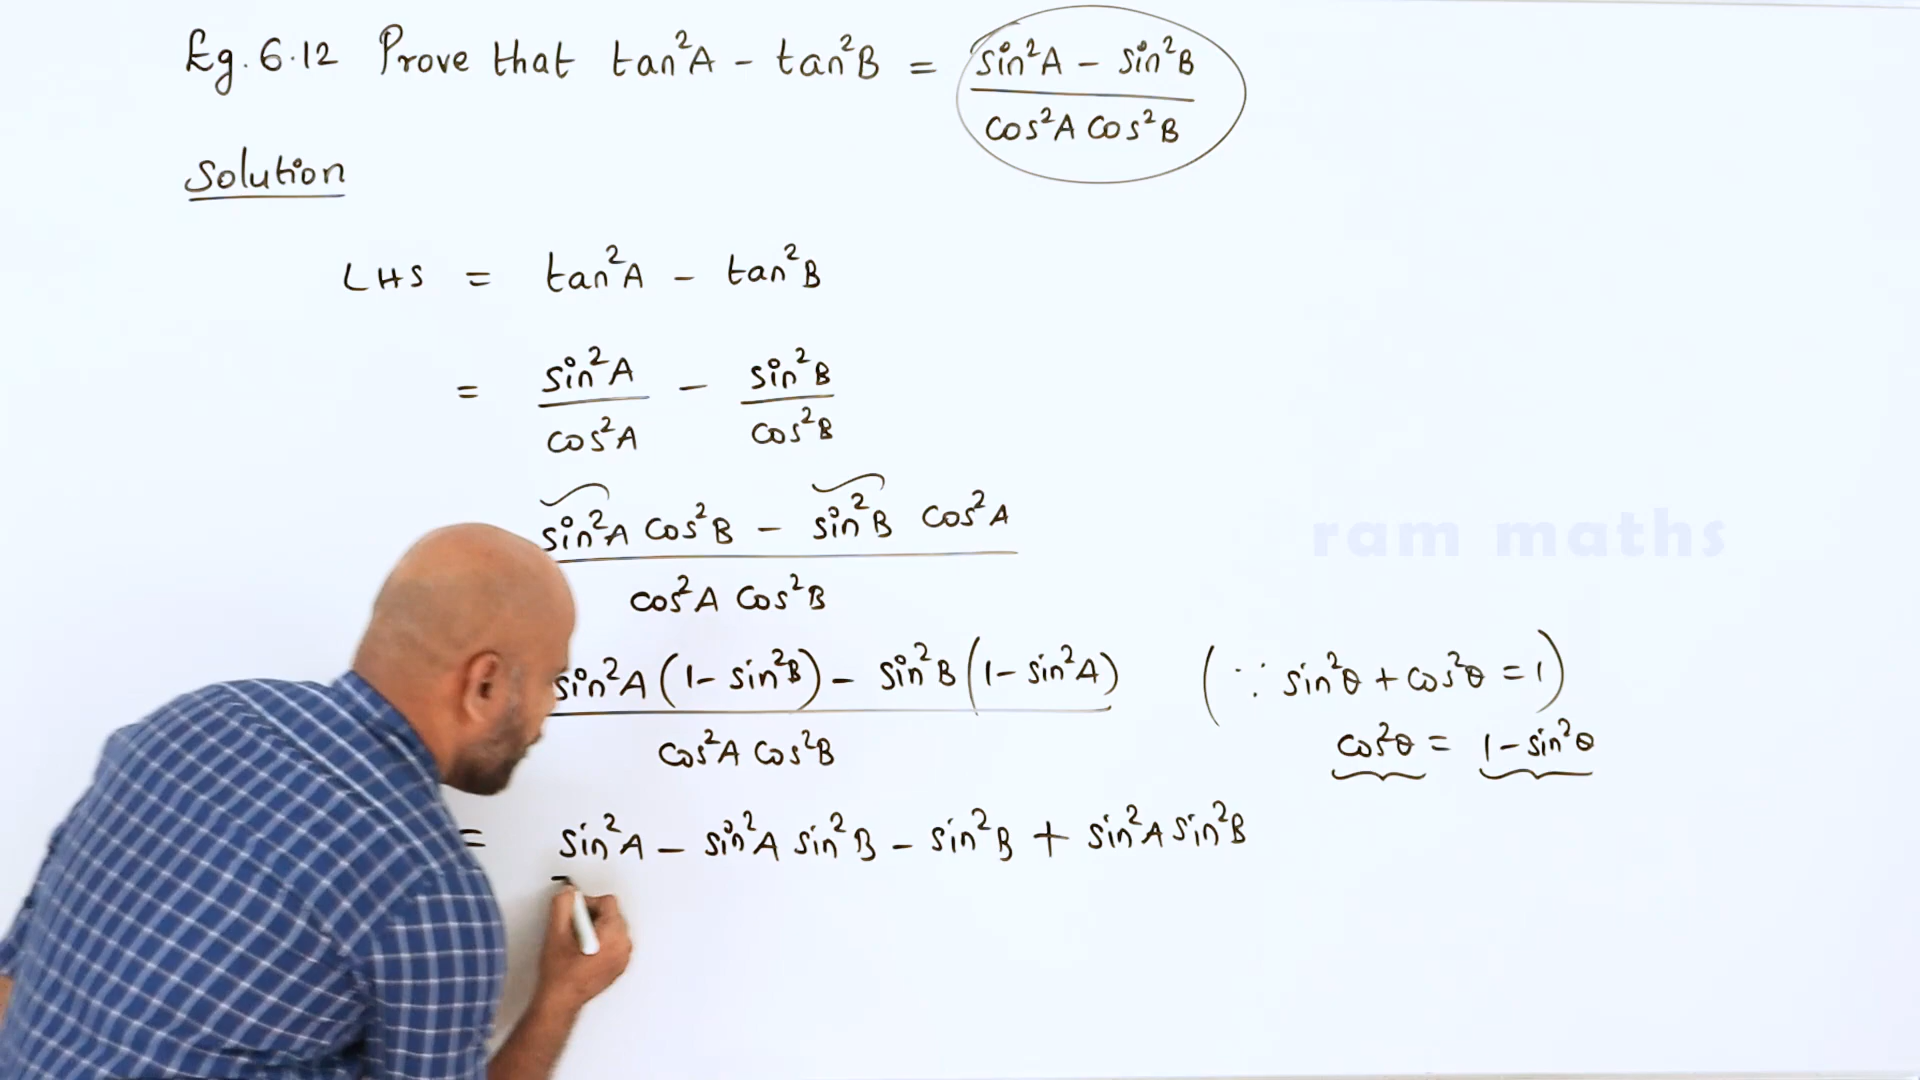 Eg. 6.12 Prove that tan²A - tan²B = sin²A - sin²B / cos²A cos²B
Solution
LHS = tan²A - tan²B
= sin²A / cos²A - sin²B / cos²B
sin²A cos²B - sin²B cos²A
cos²A cos²B
sin²A (1 - sin²B) - sin²B (1 - sin²A) (∵ sin²θ + cos²θ = 1)
cos²A cos²B
cos²θ = 1 - sin²θ
= sin²A - sin²A sin²B - sin²B + sin²A sin²B
ram maths